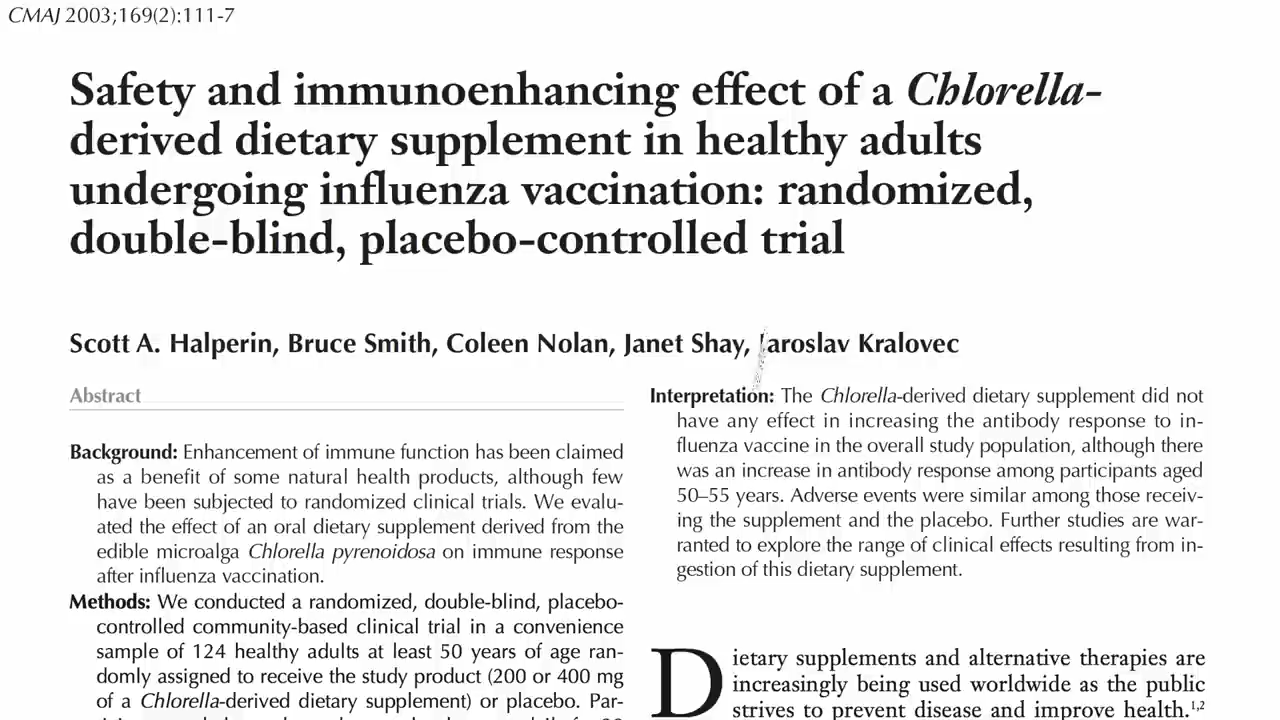 CMAJ 2003;169(2):111-7
Safety and immunoenhancing effect of a Chlorella-
derived dietary supplement in healthy adults
undergoing influenza vaccination: randomized,
double-blind, placebo-controlled trial
Scott A. Halperin, Bruce Smith, Coleen Nolan, Janet Shay, Jaroslav Kralovec
Abstract
Background: Enhancement of immune function has been claimed
as a benefit of some natural health products, although few
have been subjected to randomized clinical trials. We evalu-
ated the effect of an oral dietary supplement derived from the
edible microalga Chlorella pyrenoidosa on immune response
after influenza vaccination.
Methods: We conducted a randomized, double-blind, placebo-
controlled community-based clinical trial in a convenience
sample of 124 healthy adults at least 50 years of age ran-
domly assigned to receive the study product (200 or 400 mg
of a Chlorella-derived dietary supplement) or placebo. Par-
Interpretation: The Chlorella-derived dietary supplement did not
have any effect in increasing the antibody response to in-
fluenza vaccine in the overall study population, although there
was an increase in antibody response among participants aged
50–55 years. Adverse events were similar among those receiv-
ing the supplement and the placebo. Further studies are war-
ranted to explore the range of clinical effects resulting from in-
gestion of this dietary supplement.
Dietary supplements and alternative therapies are
increasingly being used worldwide as the public
strives to prevent disease and improve health.1,2